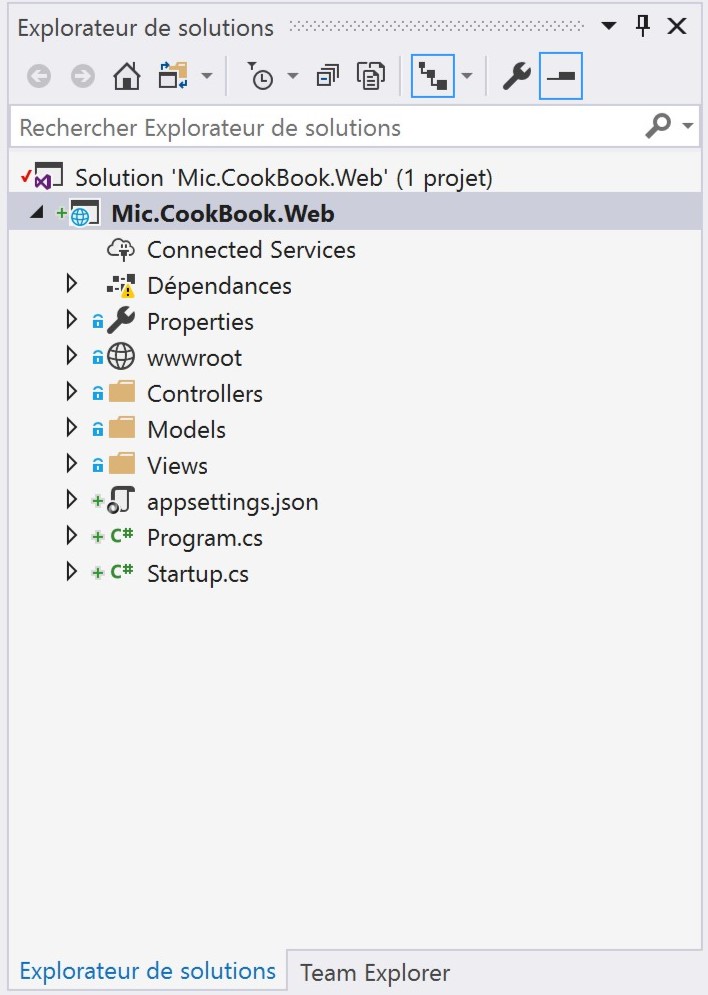 Explorateur de solutions
Rechercher Explorateur de solutions
Solution 'Mic.CookBook.Web' (1 projet)
Mic.CookBook.Web
Connected Services
Dépendances
Properties
wwwroot
Controllers
Models
Views
appsettings.json
C# Program.cs
C# Startup.cs
Explorateur de solutions Team Explorer